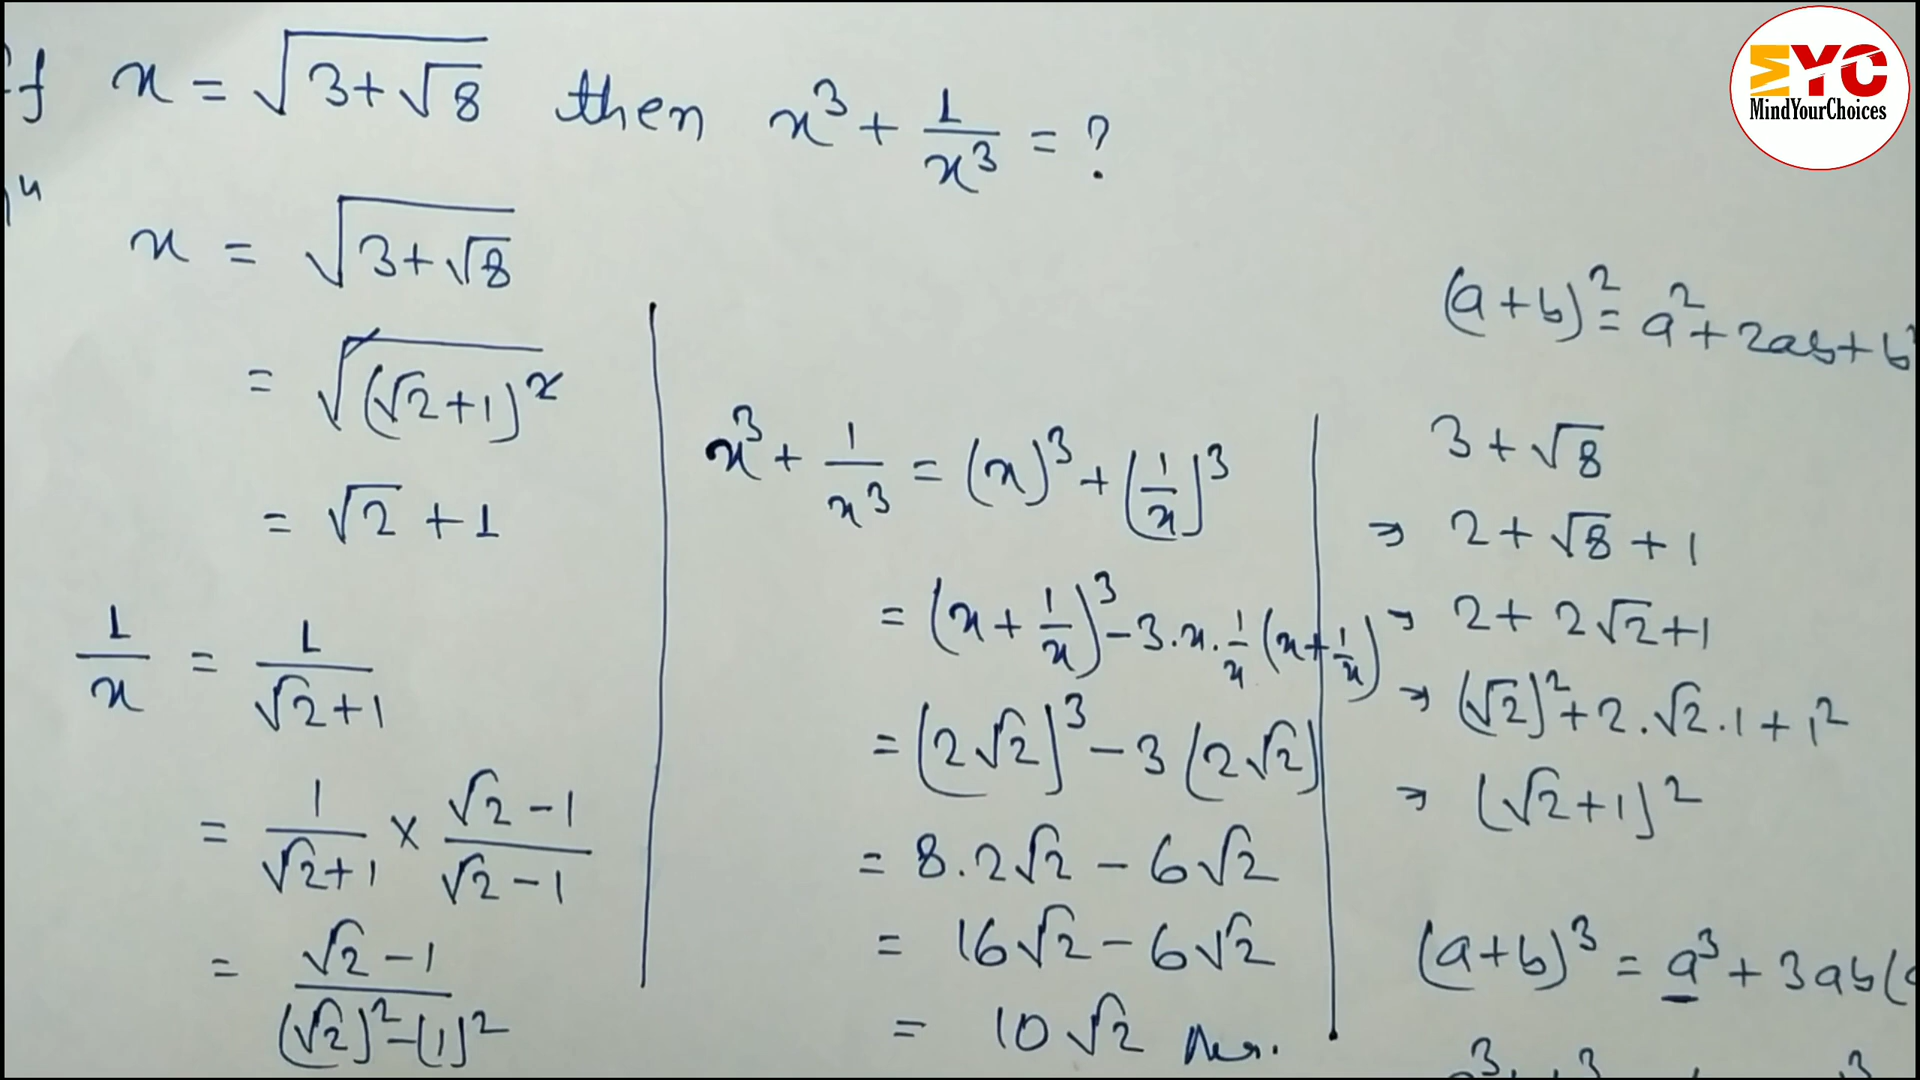 If x = √(3+√8) then x³ + 1/x³ = ?
x = √(3+√8)
= √((√2+1)²)
= √2 + 1
1/x = 1/(√2+1)
= 1/(√2+1) × (√2-1)/(√2-1)
= (√2-1)/((√2)²-(1)²)
x³ + 1/x³ = (x)³ + (1/x)³
= (x + 1/x)³ - 3.x.1/x (x+1/x)
= (2√2)³ - 3 (2√2)
= 8.2√2 - 6√2
= 16√2 - 6√2
= 10√2 Ans.
(a+b)² = a² + 2ab + b²
3 + √8
⇒ 2 + √8 + 1
⇒ 2 + 2√2 + 1
⇒ (√2)² + 2.√2.1 + 1²
⇒ (√2+1)²
(a+b)³ = a³ + 3ab(
MYC
MindYourChoices